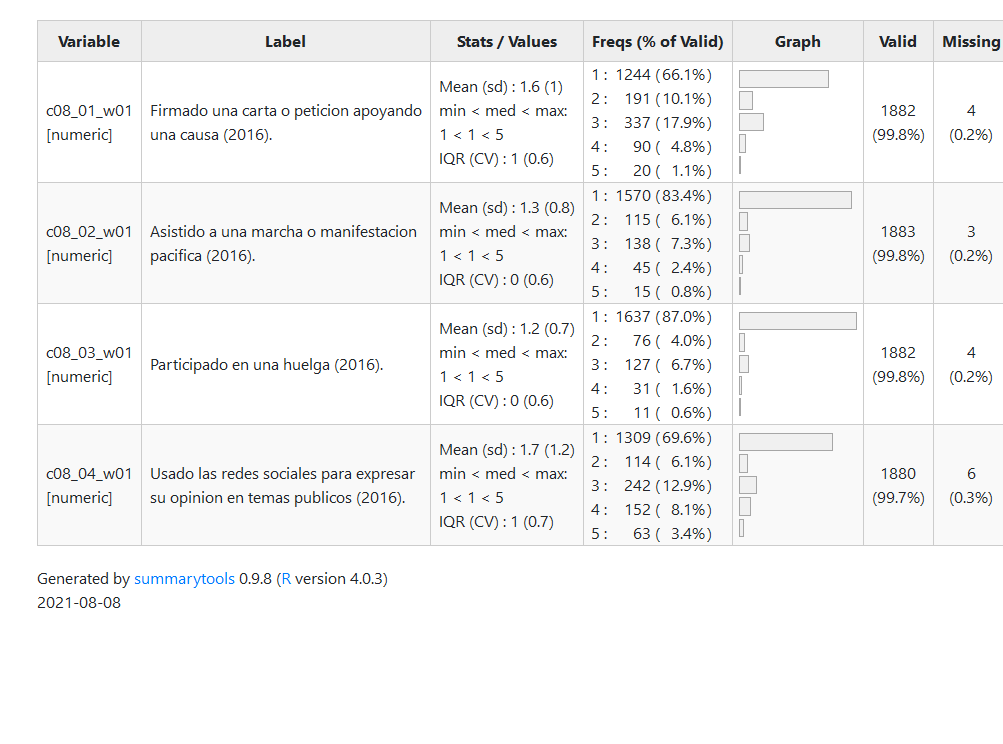 Variable Label Stats / Values Freqs (% of Valid) Graph Valid Missing
c08_01_w01
[numeric]
Firmado una carta o peticion apoyando
una causa (2016).
Mean (sd) : 1.6 (1)
min < med < max:
1 < 1 < 5
IQR (CV) : 1 (0.6)
1 : 1244 (66.1%)
2 : 191 (10.1%)
3 : 337 (17.9%)
4 : 90 ( 4.8%)
5 : 20 ( 1.1%)
1882
(99.8%)
4
(0.2%)
c08_02_w01
[numeric]
Asistido a una marcha o manifestacion
pacifica (2016).
Mean (sd) : 1.3 (0.8)
min < med < max:
1 < 1 < 5
IQR (CV) : 0 (0.6)
1 : 1570 (83.4%)
2 : 115 ( 6.1%)
3 : 138 ( 7.3%)
4 : 45 ( 2.4%)
5 : 15 ( 0.8%)
1883
(99.8%)
3
(0.2%)
c08_03_w01
[numeric]
Participado en una huelga (2016).
Mean (sd) : 1.2 (0.7)
min < med < max:
1 < 1 < 5
IQR (CV) : 0 (0.6)
1 : 1637 (87.0%)
2 : 76 ( 4.0%)
3 : 127 ( 6.7%)
4 : 31 ( 1.6%)
5 : 11 ( 0.6%)
1882
(99.8%)
4
(0.2%)
c08_04_w01
[numeric]
Usado las redes sociales para expresar
su opinion en temas publicos (2016).
Mean (sd) : 1.7 (1.2)
min < med < max:
1 < 1 < 5
IQR (CV) : 1 (0.7)
1 : 1309 (69.6%)
2 : 114 ( 6.1%)
3 : 242 (12.9%)
4 : 152 ( 8.1%)
5 : 63 ( 3.4%)
1880
(99.7%)
6
(0.3%)
Generated by summarytools 0.9.8 (R version 4.0.3)
2021-08-08